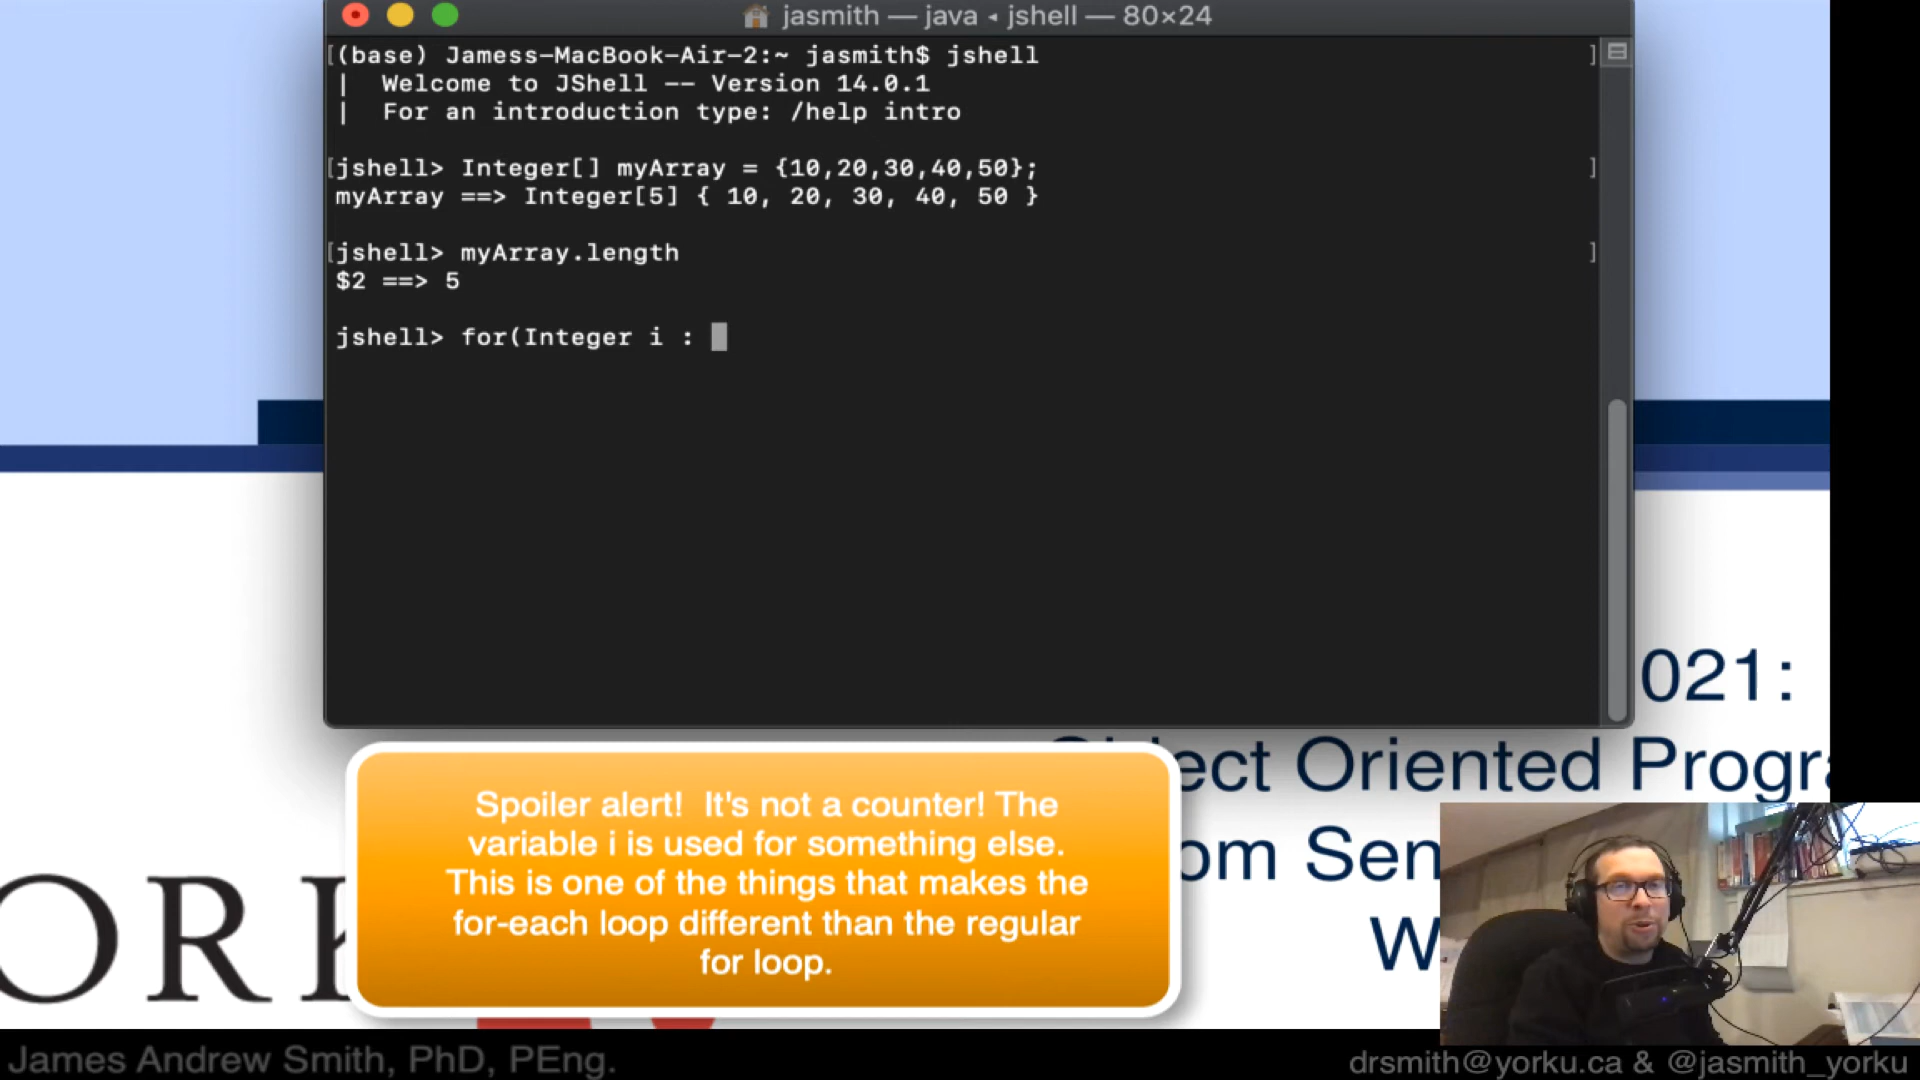 jasmith — java ◂ jshell — 80×24
[(base) Jamess-MacBook-Air-2:~ jasmith$ jshell ]
| Welcome to JShell -- Version 14.0.1
| For an introduction type: /help intro
[jshell> Integer[] myArray = {10,20,30,40,50}; ]
myArray ==> Integer[5] { 10, 20, 30, 40, 50 }
[jshell> myArray.length ]
$2 ==> 5
jshell> for(Integer i :
021:
ect Oriented Progr
om Sen
W
ORK
Spoiler alert! It's not a counter! The
variable i is used for something else.
This is one of the things that makes the
for-each loop different than the regular
for loop.
James Andrew Smith, PhD, PEng.
drsmith@yorku.ca & @jasmith_yorku